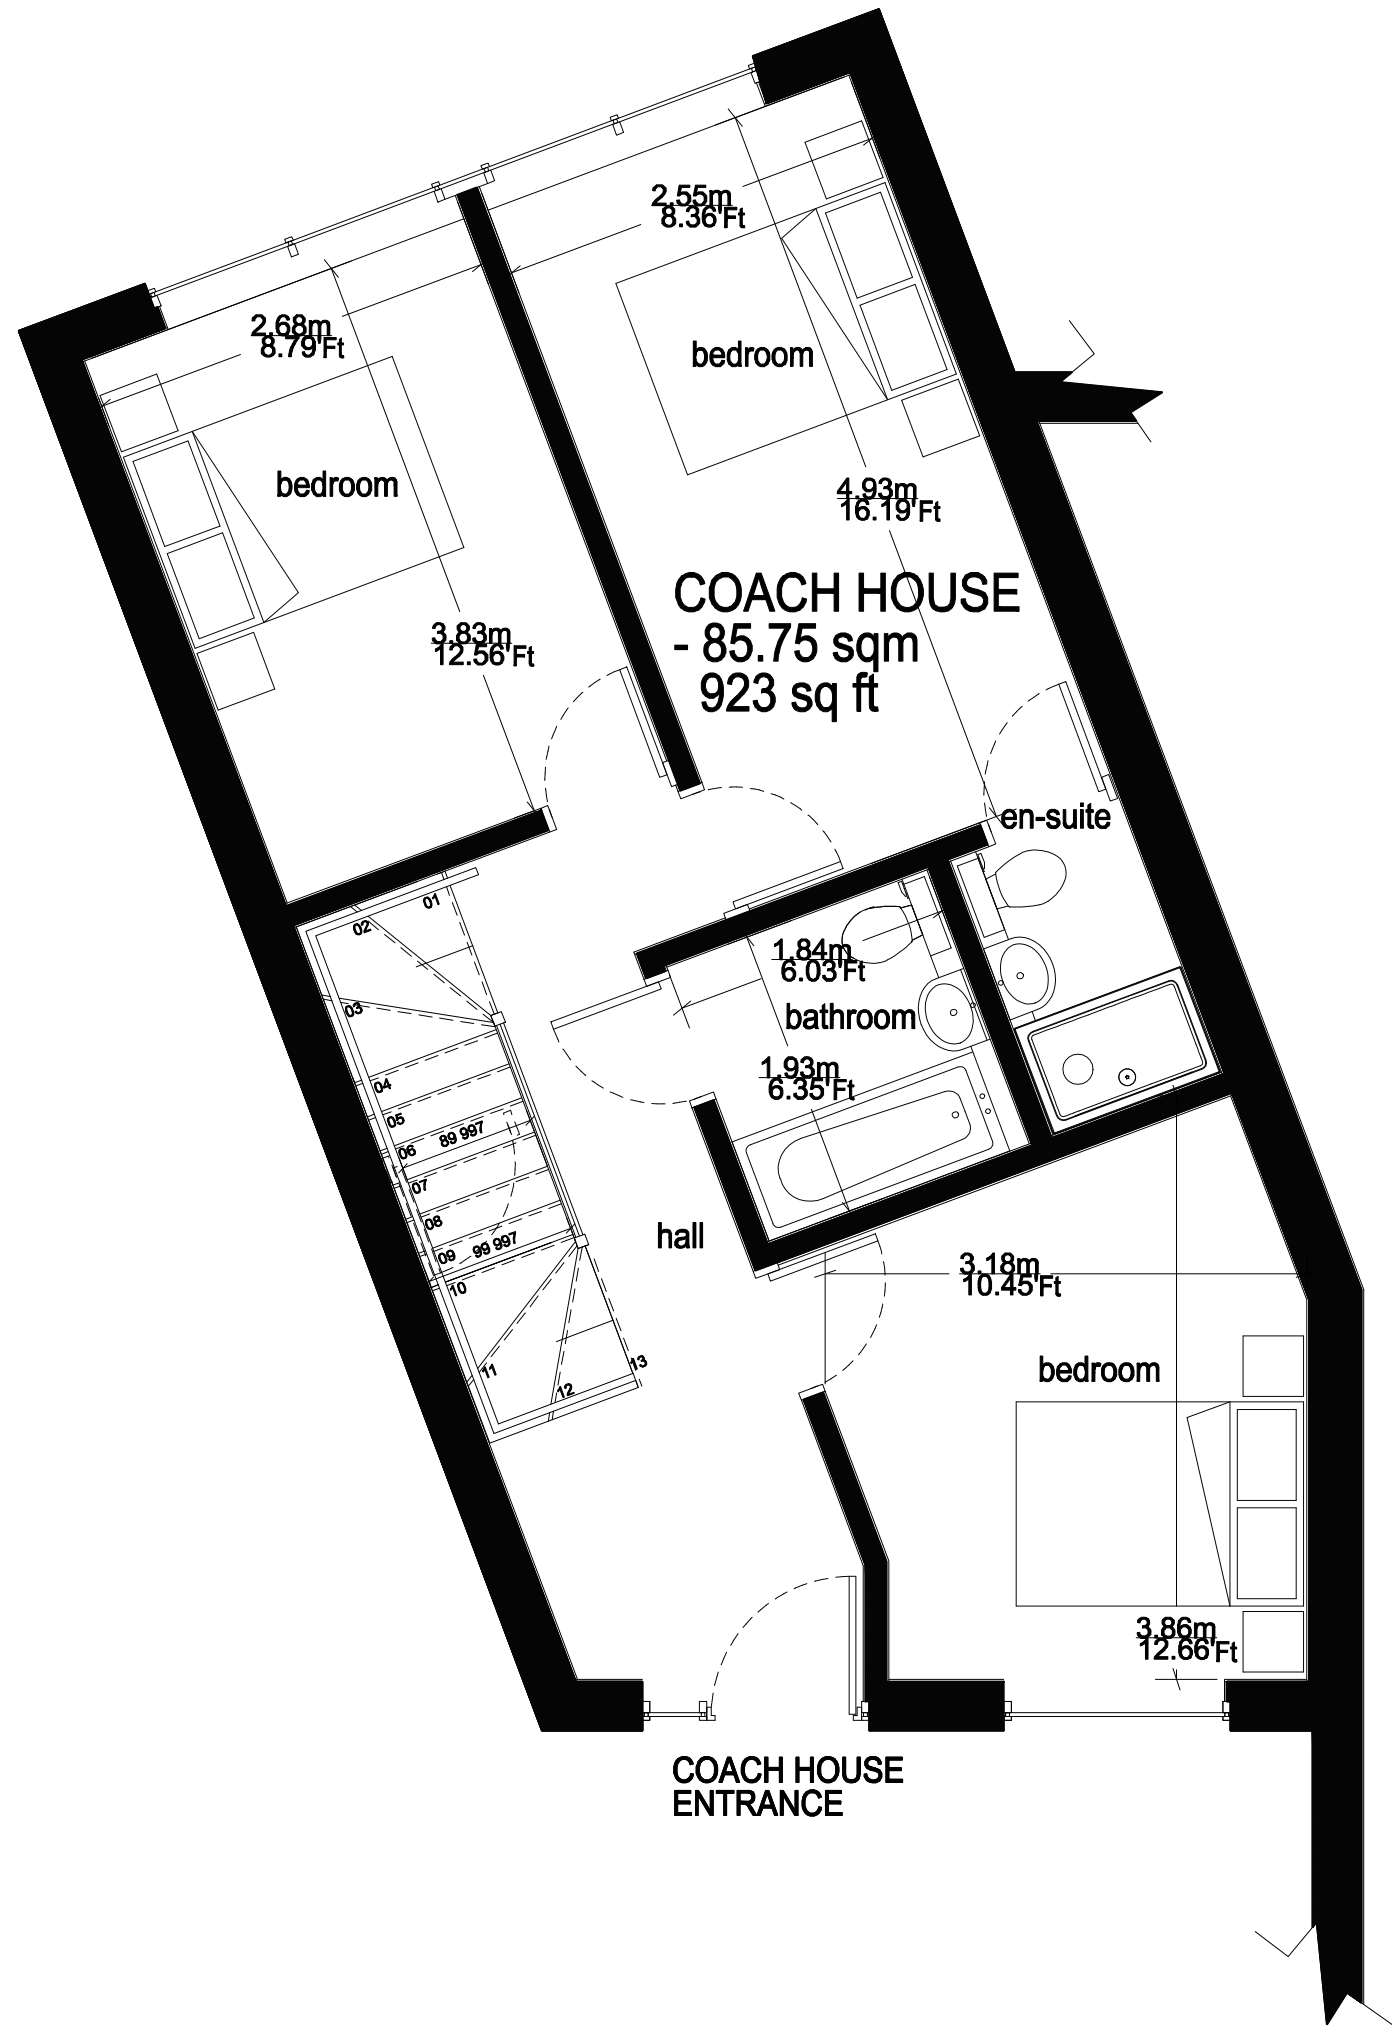 2.55m
8.36'Ft
2.68m
8.79'Ft
bedroom
bedroom
4.93m
16.19'Ft
COACH HOUSE
- 85.75 sqm
923 sq ft
3.83m
12.56'Ft
en-suite
01
02
03
04
05
06
07
08
09
10
11
12
13
89 997
99 997
1.84m
6.03'Ft
bathroom
1.93m
6.35'Ft
hall
3.18m
10.45'Ft
bedroom
3.86m
12.66'Ft
COACH HOUSE
ENTRANCE